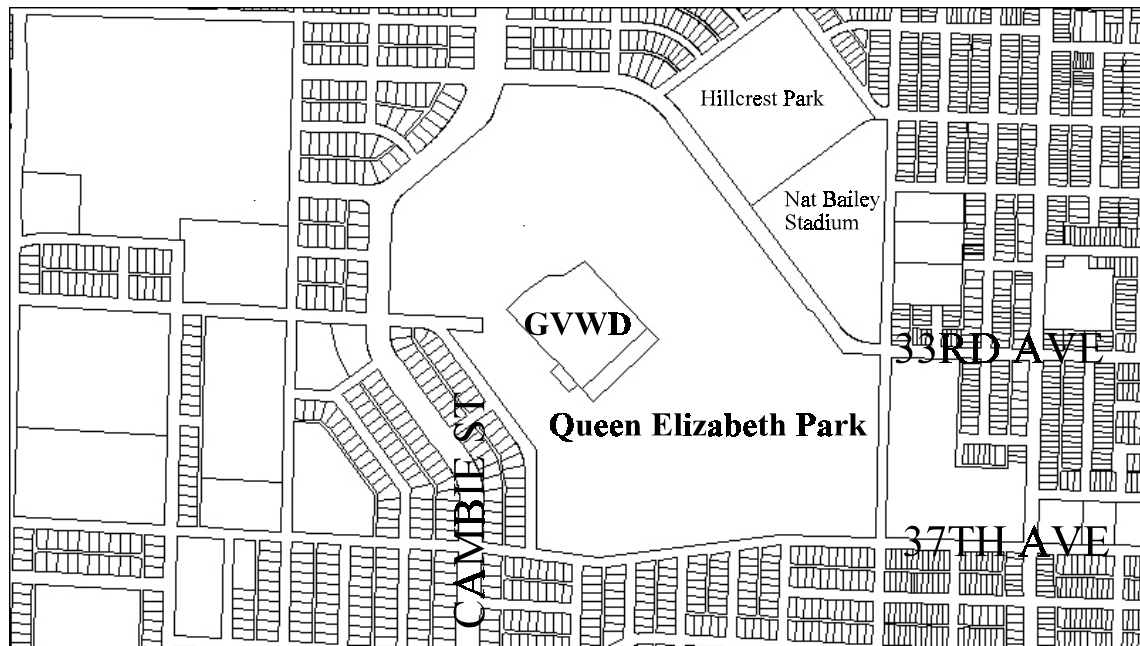 Hillcrest Park
Nat Bailey
Stadium
GVWD
33RD AVE
CAMBIE ST
Queen Elizabeth Park
37TH AVE